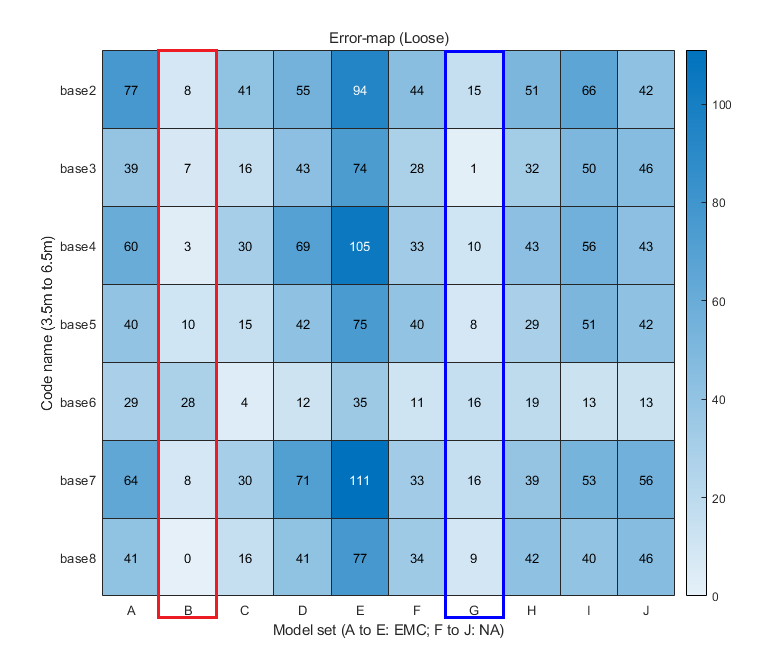 Error-map (Loose)
base2 77 8 41 55 94 44 15 51 66 42
base3 39 7 16 43 74 28 1 32 50 46
base4 60 3 30 69 105 33 10 43 56 43
base5 40 10 15 42 75 40 8 29 51 42
base6 29 28 4 12 35 11 16 19 13 13
base7 64 8 30 71 111 33 16 39 53 56
base8 41 0 16 41 77 34 9 42 40 46
A B C D E F G H I J
Model set (A to E: EMC; F to J: NA)
Code name (3.5m to 6.5m)
100
80
60
40
20
0